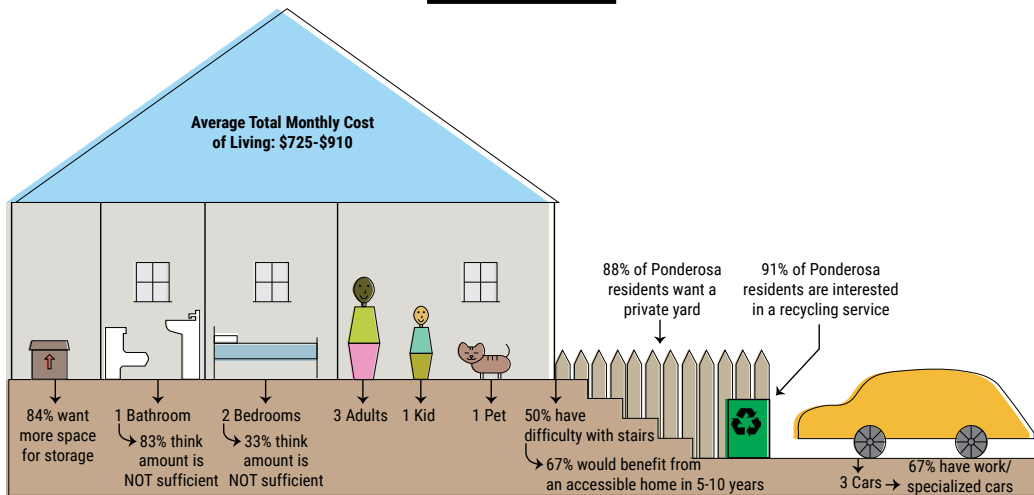 Average Total Monthly Cost
of Living: $725-$910
88% of Ponderosa
residents want a
private yard
91% of Ponderosa
residents are interested
in a recycling service
84% want
more space
for storage
1 Bathroom
83% think
amount is
NOT sufficient
2 Bedrooms
33% think
amount is
NOT sufficient
3 Adults
1 Kid
1 Pet
50% have
difficulty with stairs
67% would benefit from
an accessible home in 5-10 years
3 Cars
67% have work/
specialized cars